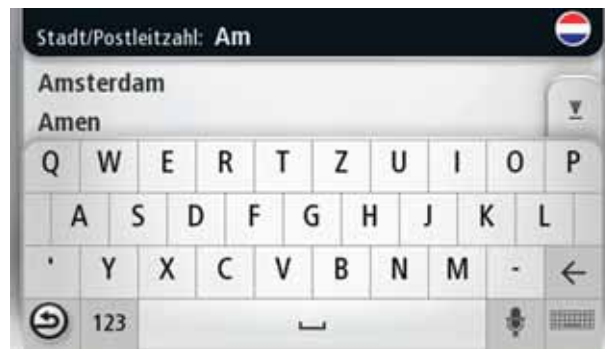 Stadt/Postleitzahl: Am
Amsterdam
Amen
Q W E R T Z U I O P
A S D F G H J K L
' Y X C V B N M -
123